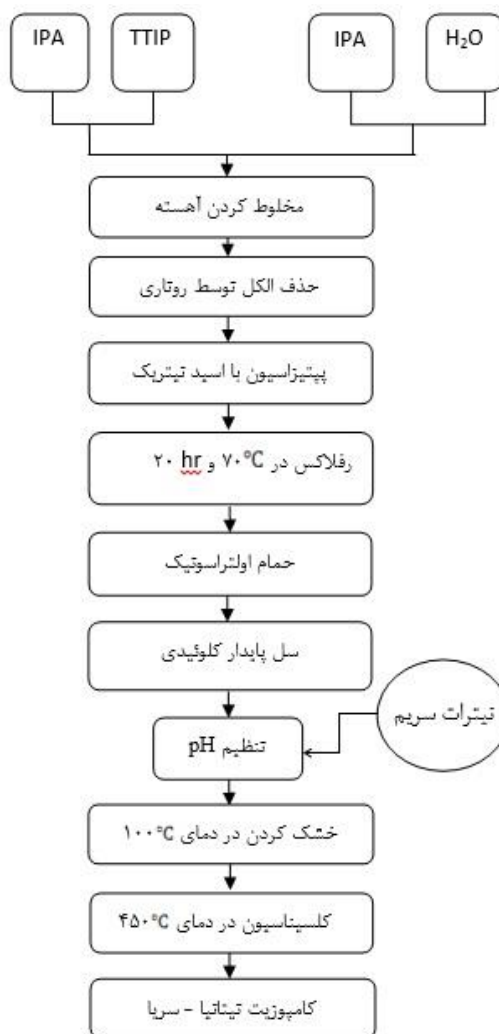 IPA
TTIP
IPA
H₂O
مخلوط کردن آهسته
حذف الکل توسط روتاری
پپتیزاسیون با اسید نیتریک
رفلاکس در ۷۰°C و ۲۰ hr
حمام اولتراسوتیک
سل پایدار کلوئیدی
نیترات سریم
تنظیم pH
خشک کردن در دمای ۱۰۰°C
کلسیناسیون در دمای ۴۵۰°C
کامپوزیت تیتانیا - سریا